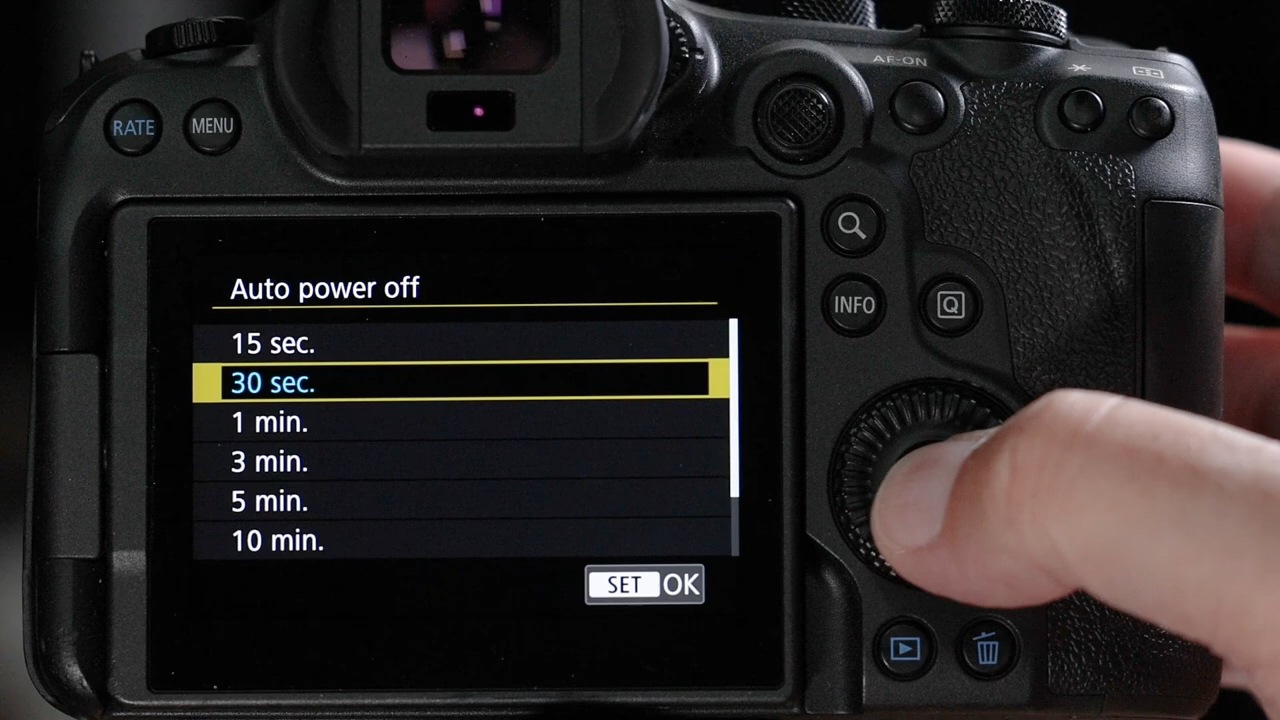 AF-ON
RATE
MENU
INFO
Q
Auto power off
15 sec.
30 sec.
1 min.
3 min.
5 min.
10 min.
SET OK